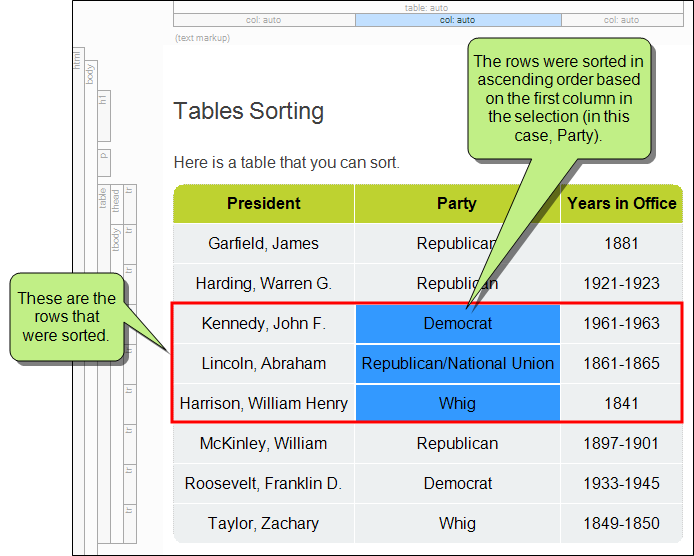 table: auto
col: auto col: auto col: auto
(text markup)
html
body
h1
p
table
thead
tr
tbody
tr
tr
tr
tr
tr
tr
tr
tr
The rows were sorted in
ascending order based
on the first column in
the selection (in this
case, Party).
Tables Sorting
Here is a table that you can sort.
President Party Years in Office
Garfield, James Republican 1881
Harding, Warren G. Republican 1921-1923
These are the
rows that
were sorted.
Kennedy, John F. Democrat 1961-1963
Lincoln, Abraham Republican/National Union 1861-1865
Harrison, William Henry Whig 1841
McKinley, William Republican 1897-1901
Roosevelt, Franklin D. Democrat 1933-1945
Taylor, Zachary Whig 1849-1850